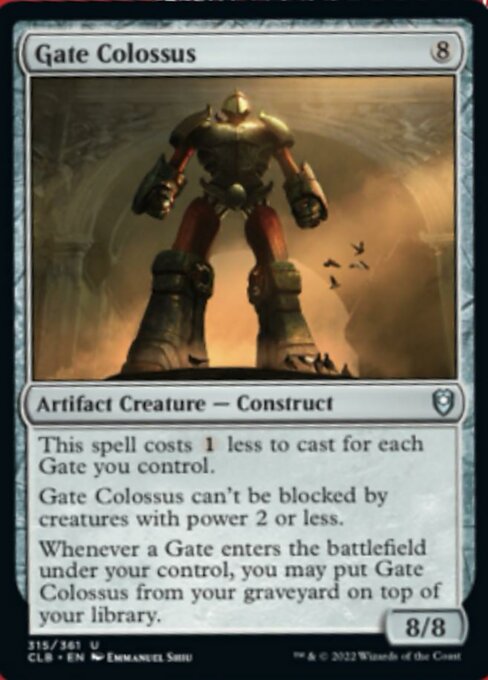 Gate Colossus 8
Artifact Creature — Construct
This spell costs 1 less to cast for each
Gate you control.
Gate Colossus can't be blocked by
creatures with power 2 or less.
Whenever a Gate enters the battlefield
under your control, you may put Gate
Colossus from your graveyard on top of
your library.
8/8
315/361 U
CLB • EN Emmanuel Shiu
™ & © 2022 Wizards of the Coast